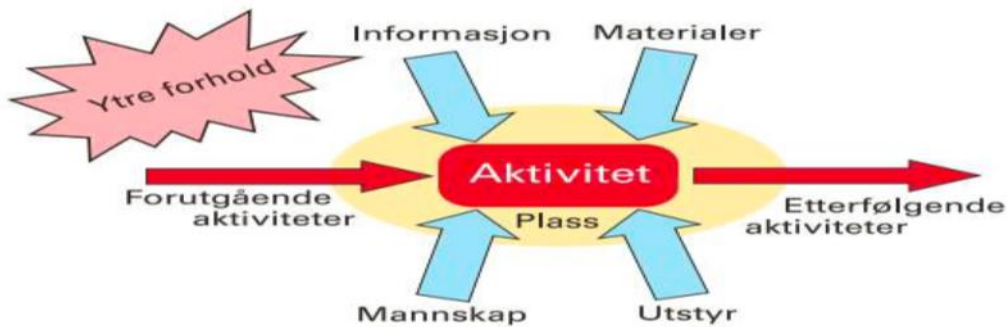 Informasjon
Materialer
Ytre forhold
Aktivitet
Forutgående
aktiviteter
Plass
Etterfølgende
aktiviteter
Mannskap
Utstyr